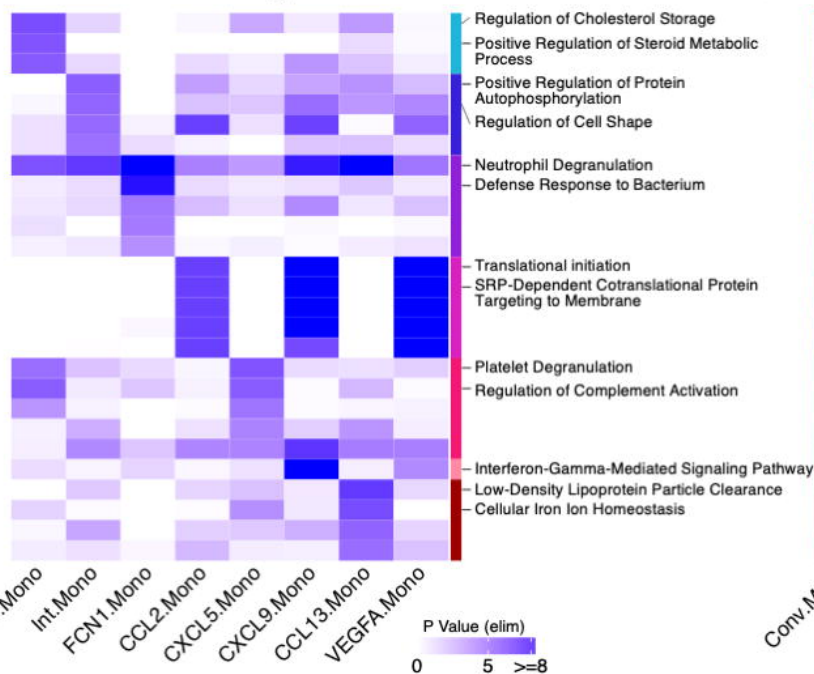 Regulation of Cholesterol Storage
Positive Regulation of Steroid Metabolic
Process
Positive Regulation of Protein
Autophosphorylation
Regulation of Cell Shape
Neutrophil Degranulation
Defense Response to Bacterium
Translational initiation
SRP-Dependent Cotranslational Protein
Targeting to Membrane
Platelet Degranulation
Regulation of Complement Activation
Interferon-Gamma-Mediated Signaling Pathway
Low-Density Lipoprotein Particle Clearance
Cellular Iron Ion Homeostasis
.Mono
Int.Mono
FCN1.Mono
CCL2.Mono
CXCL5.Mono
CXCL9.Mono
CCL13.Mono
VEGFA.Mono
Conv.M
P Value (elim)
0 5 >=8